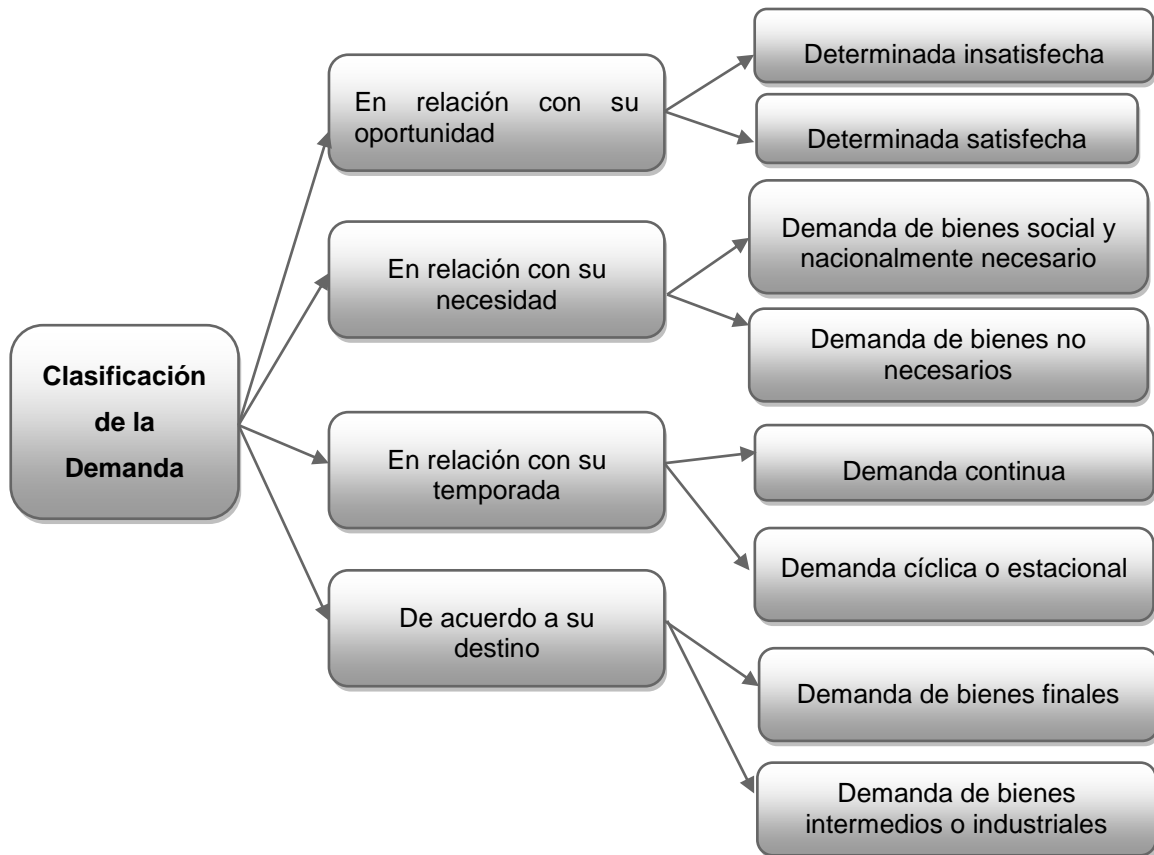 Clasificación
de la
Demanda
En relación con su
oportunidad
Determinada insatisfecha
Determinada satisfecha
En relación con su
necesidad
Demanda de bienes social y
nacionalmente necesario
Demanda de bienes no
necesarios
En relación con su
temporada
Demanda continua
Demanda cíclica o estacional
De acuerdo a su
destino
Demanda de bienes finales
Demanda de bienes
intermedios o industriales